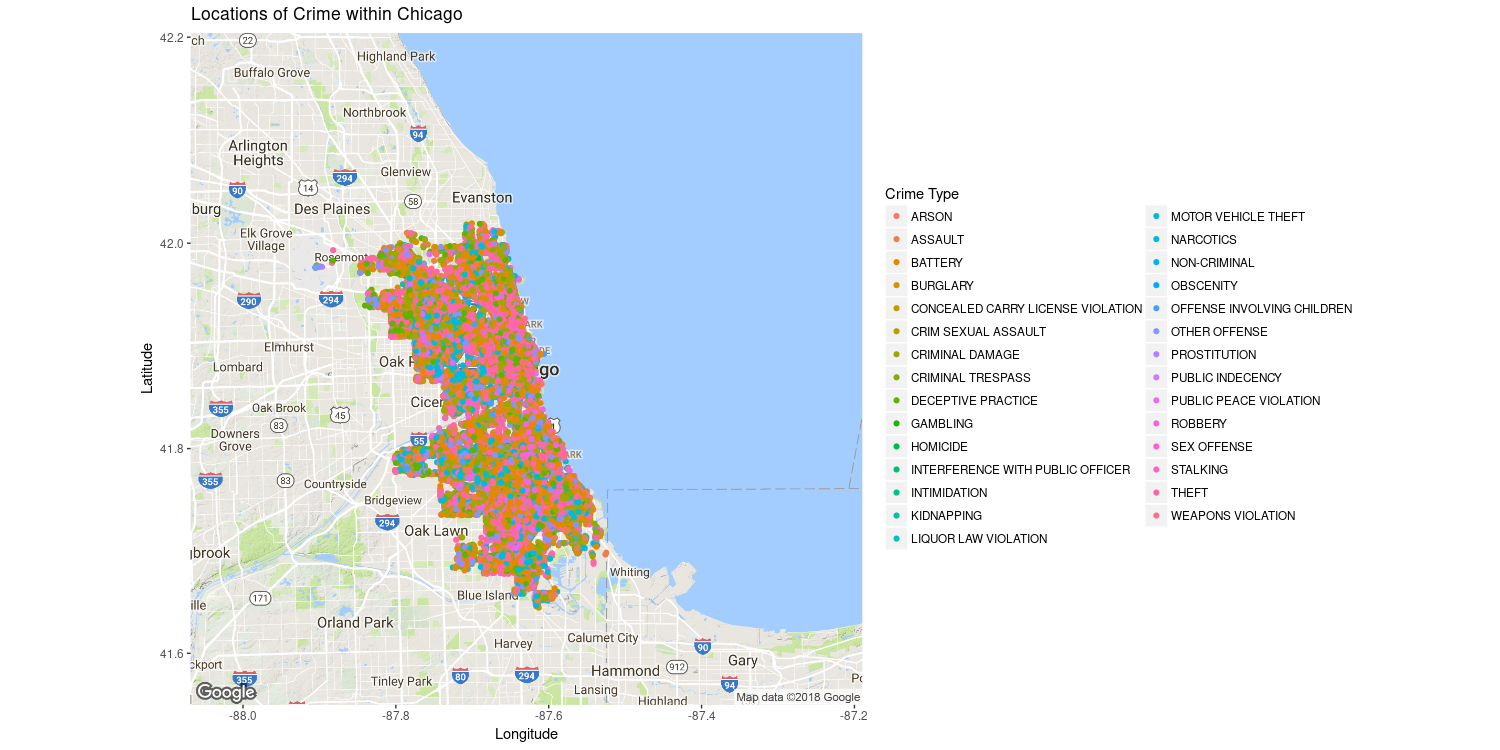 Locations of Crime within Chicago
42.2
42.0
41.8
41.6
Latitude
-88.0
-87.8
-87.6
-87.4
-87.2
Longitude
ch
22
Highland Park
Buffalo Grove
Northbrook
94
Arlington
Heights
Glenview
294
90
14
58
Evanston
burg
Des Plaines
Elk Grove
Village
Rosemont
290
294
W
ARK
DE
Elmhurst
Oak P
go
Lombard
355
Oak Brook
45
Cicer
83
Downers
Grove
55
ARK
355
83
Countryside
Bridgeview
294
Oak Lawn
gbrook
Whiting
171
Blue Island
ille
Orland Park
Harvey
Calumet City
90
ckport
355
Tinley Park
80
294
Hammond
912
Gary
94
Lansing
Highland
Google
Map data ©2018 Google
Crime Type
ARSON
ASSAULT
BATTERY
BURGLARY
CONCEALED CARRY LICENSE VIOLATION
CRIM SEXUAL ASSAULT
CRIMINAL DAMAGE
CRIMINAL TRESPASS
DECEPTIVE PRACTICE
GAMBLING
HOMICIDE
INTERFERENCE WITH PUBLIC OFFICER
INTIMIDATION
KIDNAPPING
LIQUOR LAW VIOLATION
MOTOR VEHICLE THEFT
NARCOTICS
NON-CRIMINAL
OBSCENITY
OFFENSE INVOLVING CHILDREN
OTHER OFFENSE
PROSTITUTION
PUBLIC INDECENCY
PUBLIC PEACE VIOLATION
ROBBERY
SEX OFFENSE
STALKING
THEFT
WEAPONS VIOLATION